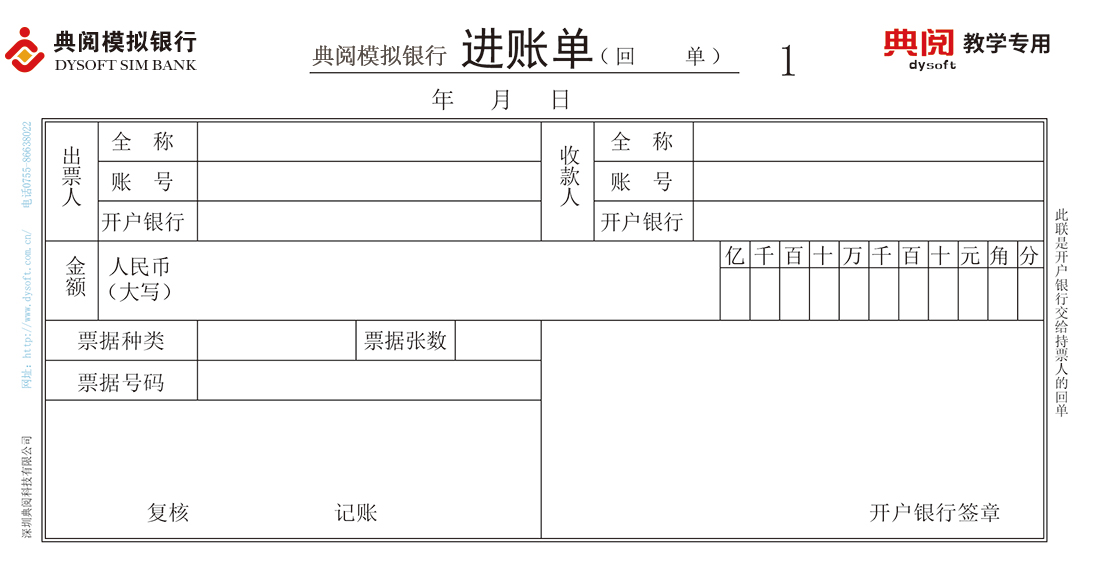 典阅模拟银行
DYSOFT SIM BANK
典阅模拟银行 进账单（回 单） 1
典阅 教学专用
dysoft
年 月 日
出票人
全 称
账 号
开户银行
收款人
全 称
账 号
开户银行
金额
人民币
（大写）
亿 千 百 十 万 千 百 十 元 角 分
票据种类 票据张数
票据号码
复核 记账
开户银行签章
此联是开户银行交给持票人的回单
电话0755-86638022
网址：http://www.dysoft.com.cn/
深圳典阅科技有限公司